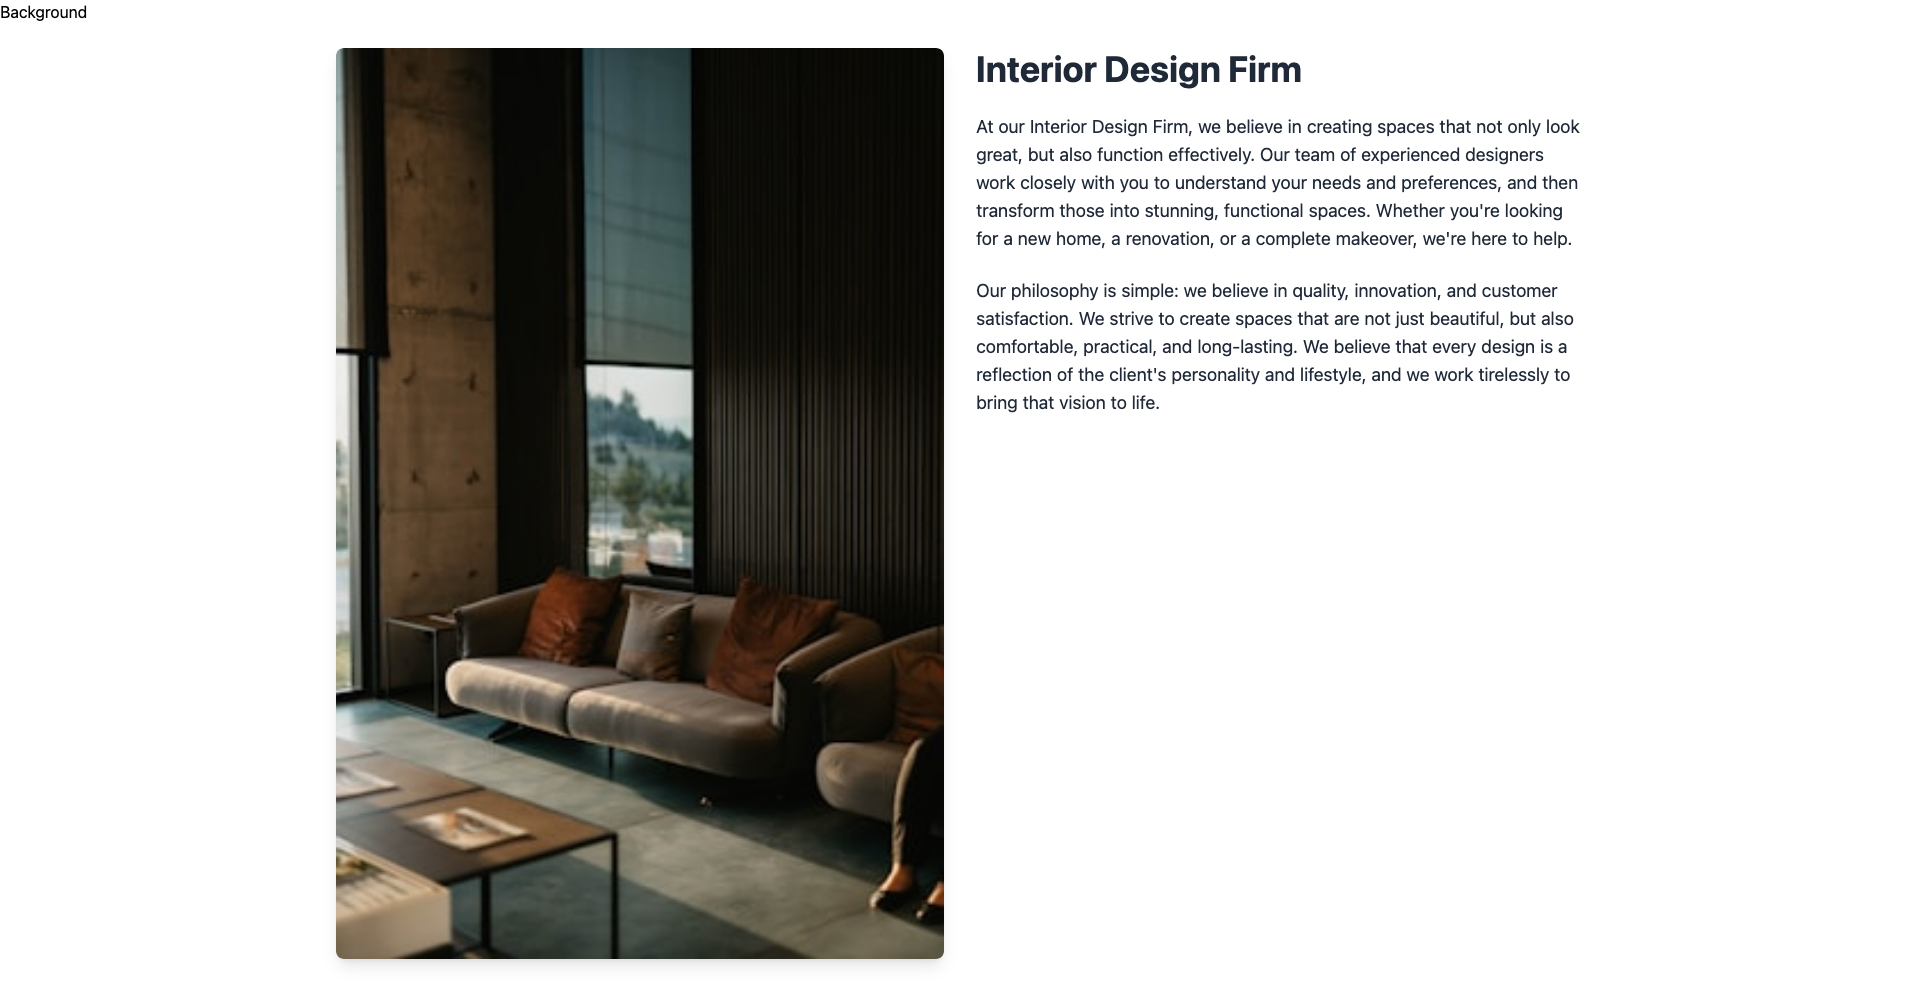 Background
Interior Design Firm
At our Interior Design Firm, we believe in creating spaces that not only look
great, but also function effectively. Our team of experienced designers
work closely with you to understand your needs and preferences, and then
transform those into stunning, functional spaces. Whether you're looking
for a new home, a renovation, or a complete makeover, we're here to help.
Our philosophy is simple: we believe in quality, innovation, and customer
satisfaction. We strive to create spaces that are not just beautiful, but also
comfortable, practical, and long-lasting. We believe that every design is a
reflection of the client's personality and lifestyle, and we work tirelessly to
bring that vision to life.